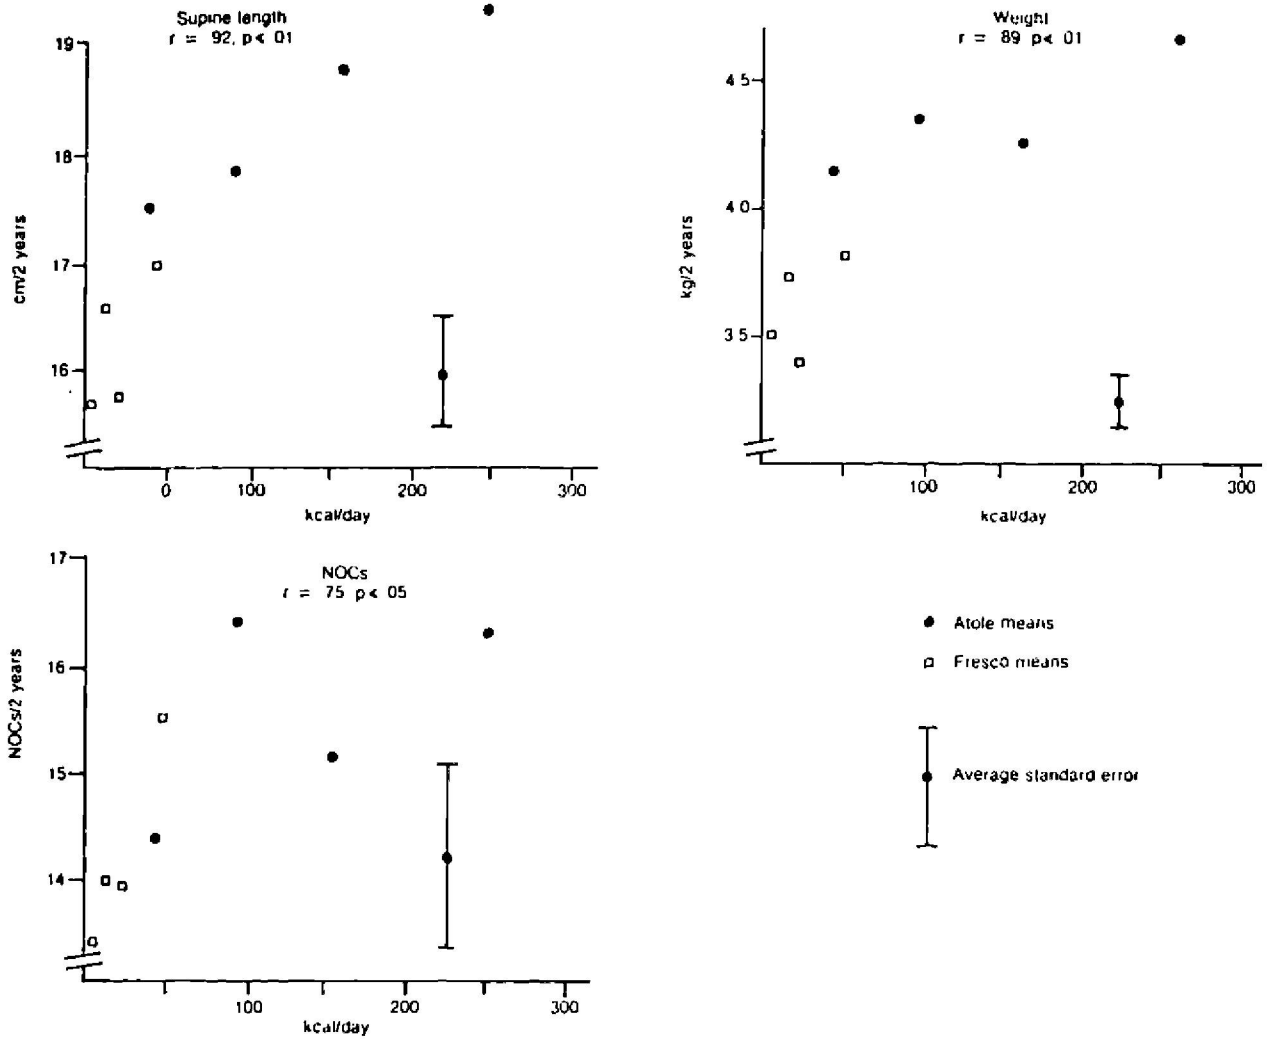 Supine length
r = 92, p< 01
19
18
17
16
cm/2 years
0 100 200 300
kcal/day
Weight
r = 89 p< 01
4 5
4 0
3 5
kg/2 years
100 200 300
kcal/day
NOCs
r = 75 p< 05
17
16
15
14
NOCs/2 years
100 200 300
kcal/day
Atole means
Fresco means
Average standard error